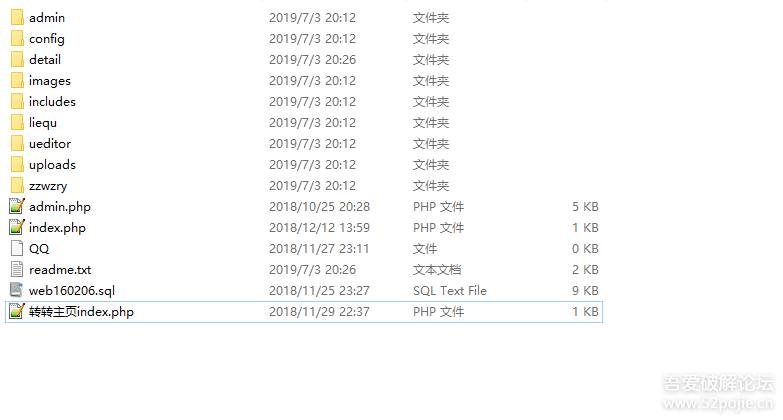 admin 2019/7/3 20:12 文件夹
config 2019/7/3 20:12 文件夹
detail 2019/7/3 20:26 文件夹
images 2019/7/3 20:12 文件夹
includes 2019/7/3 20:12 文件夹
liequ 2019/7/3 20:12 文件夹
ueditor 2019/7/3 20:12 文件夹
uploads 2019/7/3 20:12 文件夹
zzwzry 2019/7/3 20:12 文件夹
admin.php 2018/10/25 20:28 PHP 文件 5 KB
index.php 2018/12/12 13:59 PHP 文件 1 KB
QQ 2018/11/27 23:11 文件 0 KB
readme.txt 2019/7/3 20:26 文本文档 2 KB
web160206.sql 2018/11/25 23:27 SQL Text File 9 KB
转转主页index.php 2018/11/29 22:37 PHP 文件 1 KB
吾爱破解论坛
www.52pojie.cn